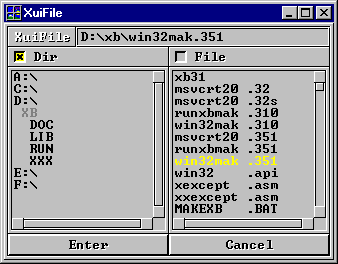 XuiFile
XuiFile D:\xb\win32mak.351
Dir
File
A:\
C:\
D:\
XB
DOC
LIB
RUN
XXX
E:\
F:\
xb31
msvcrt20 .32
msvcrt20 .32s
runxbmak .310
win32mak .310
msvcrt20 .351
runxbmak .351
win32mak .351
win32 .api
xexcept .asm
xxexcept .asm
MAKEXB .BAT
Enter
Cancel